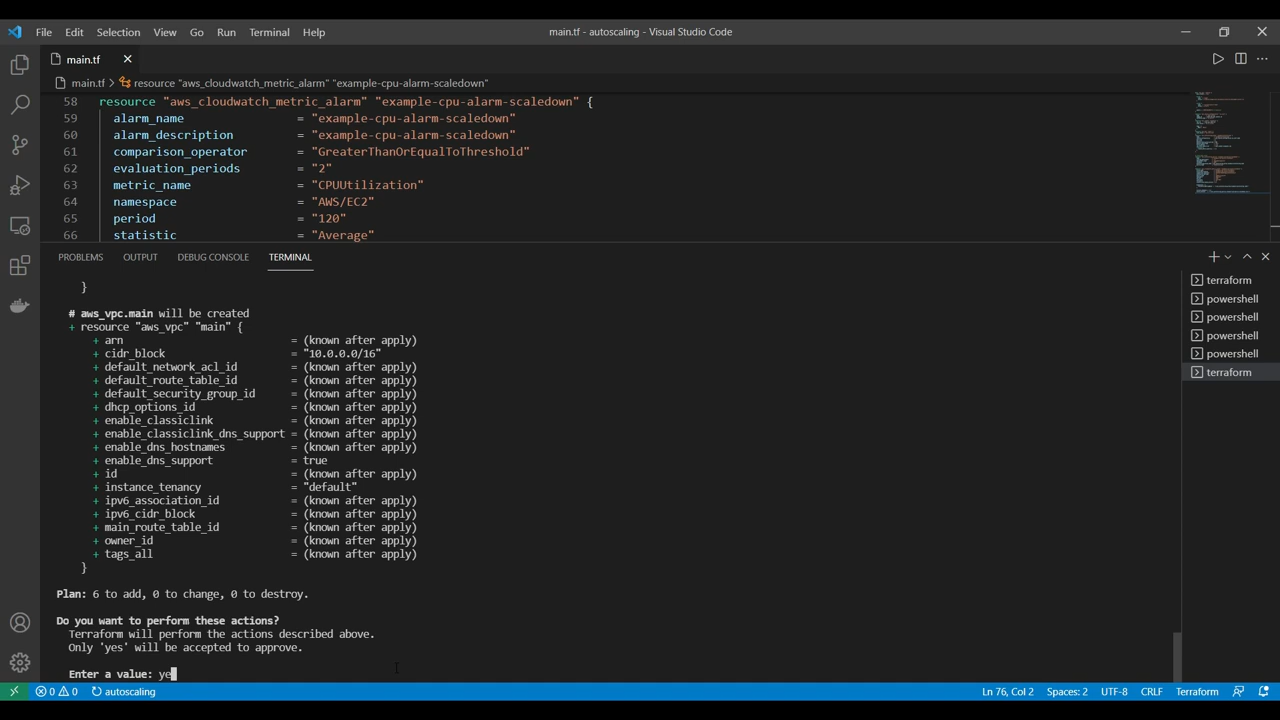 File Edit Selection View Go Run Terminal Help main.tf - autoscaling - Visual Studio Code
main.tf
main.tf > resource "aws_cloudwatch_metric_alarm" "example-cpu-alarm-scaledown"
58 resource "aws_cloudwatch_metric_alarm" "example-cpu-alarm-scaledown" {
59 alarm_name = "example-cpu-alarm-scaledown"
60 alarm_description = "example-cpu-alarm-scaledown"
61 comparison_operator = "GreaterThanOrEqualToThreshold"
62 evaluation_periods = "2"
63 metric_name = "CPUUtilization"
64 namespace = "AWS/EC2"
65 period = "120"
66 statistic = "Average"
PROBLEMS OUTPUT DEBUG CONSOLE TERMINAL
terraform
powershell
powershell
powershell
powershell
terraform
}
# aws_vpc.main will be created
+ resource "aws_vpc" "main" {
+ arn = (known after apply)
+ cidr_block = "10.0.0.0/16"
+ default_network_acl_id = (known after apply)
+ default_route_table_id = (known after apply)
+ default_security_group_id = (known after apply)
+ dhcp_options_id = (known after apply)
+ enable_classiclink = (known after apply)
+ enable_classiclink_dns_support = (known after apply)
+ enable_dns_hostnames = (known after apply)
+ enable_dns_support = true
+ id = (known after apply)
+ instance_tenancy = "default"
+ ipv6_association_id = (known after apply)
+ ipv6_cidr_block = (known after apply)
+ main_route_table_id = (known after apply)
+ owner_id = (known after apply)
+ tags_all = (known after apply)
}
Plan: 6 to add, 0 to change, 0 to destroy.
Do you want to perform these actions?
Terraform will perform the actions described above.
Only 'yes' will be accepted to approve.
Enter a value: ye
0 0 autoscaling Ln 76, Col 2 Spaces: 2 UTF-8 CRLF Terraform